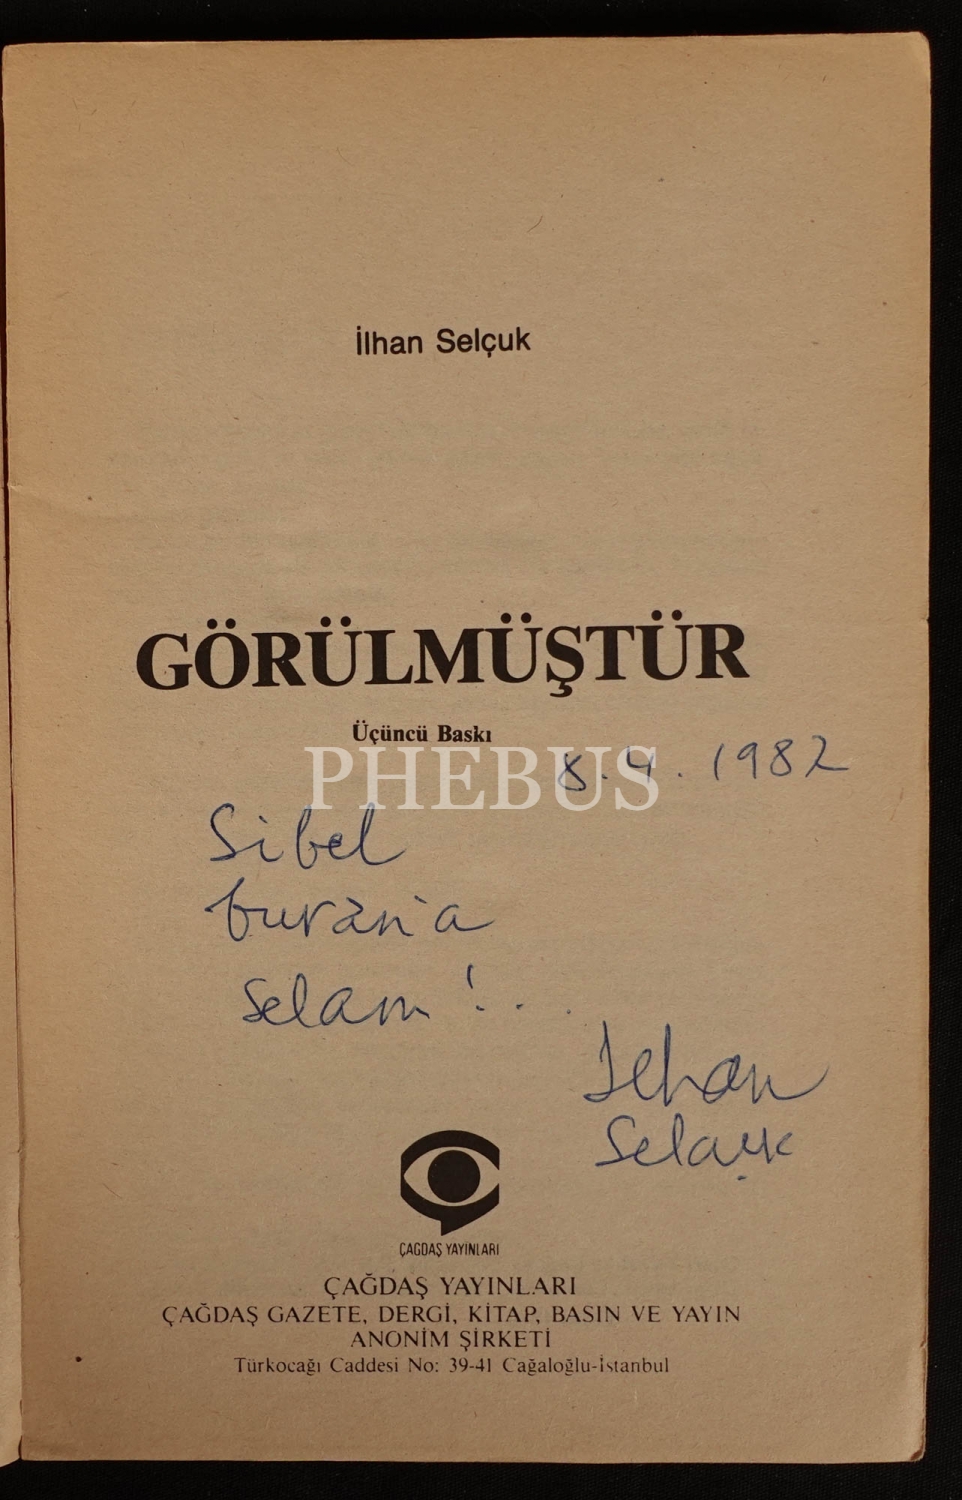 İlhan Selçuk
GÖRÜLMÜŞTÜR
Üçüncü Baskı
PHEBUS
8.4.1982
Sibel
Turan'a
Selam!..
İlhan
Selçuk
ÇAĞDAŞ YAYINLARI
ÇAĞDAŞ YAYINLARI
ÇAĞDAŞ GAZETE, DERGİ, KİTAP, BASIN VE YAYIN
ANONİM ŞİRKETİ
Türkocağı Caddesi No: 39-41 Cağaloğlu-İstanbul